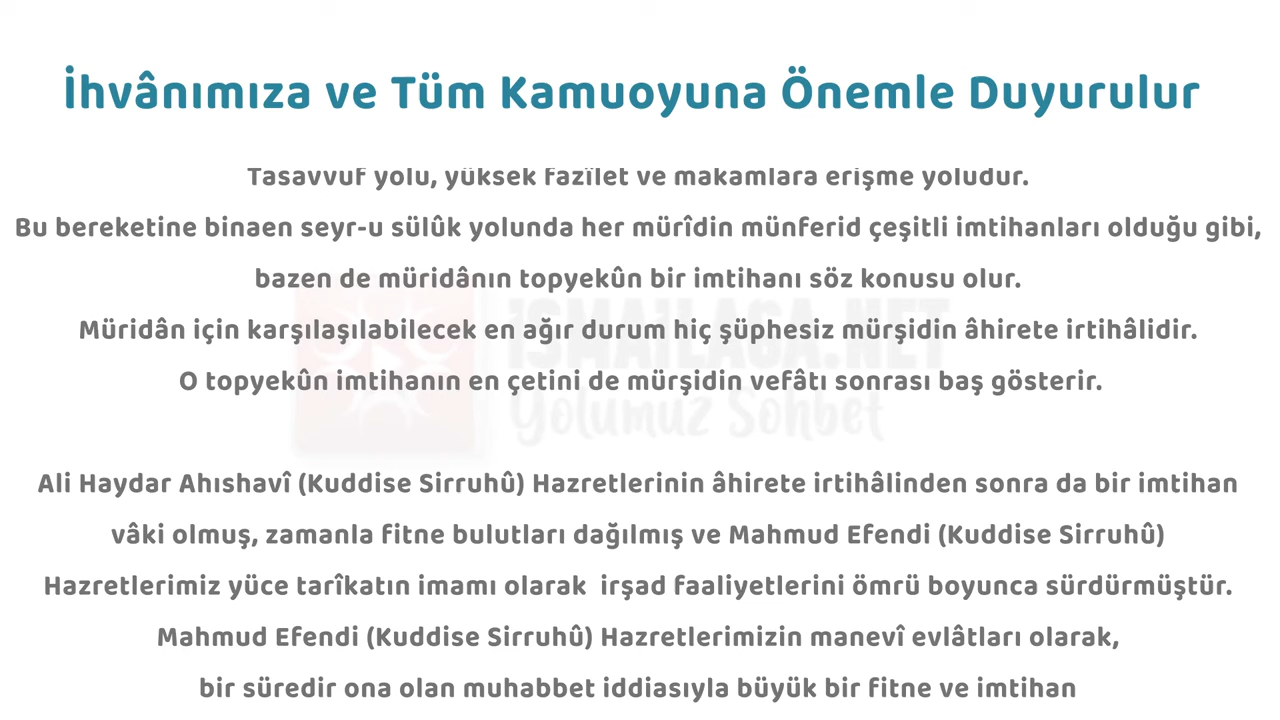 İhvânımıza ve Tüm Kamuoyuna Önemle Duyurulur
Tasavvuf yolu, yüksek fazîlet ve makamlara erişme yoludur.
Bu bereketine binaen seyr-u sülûk yolunda her mürîdin münferid çeşitli imtihanları olduğu gibi,
bazen de müridânın topyekûn bir imtihanı söz konusu olur.
Müridân için karşılaşılabilecek en ağır durum hiç şüphesiz mürşidin âhirete irtihâlidir.
İSMAİLAĞA.NET
O topyekûn imtihanın en çetini de mürşidin vefâtı sonrası baş gösterir.
Yolumuz Sohbet
Ali Haydar Ahıshavî (Kuddise Sirruhû) Hazretlerinin âhirete irtihâlinden sonra da bir imtihan
vâki olmuş, zamanla fitne bulutları dağılmış ve Mahmud Efendi (Kuddise Sirruhû)
Hazretlerimiz yüce tarîkatın imamı olarak irşad faaliyetlerini ömrü boyunca sürdürmüştür.
Mahmud Efendi (Kuddise Sirruhû) Hazretlerimizin manevî evlâtları olarak,
bir süredir ona olan muhabbet iddiasıyla büyük bir fitne ve imtihan